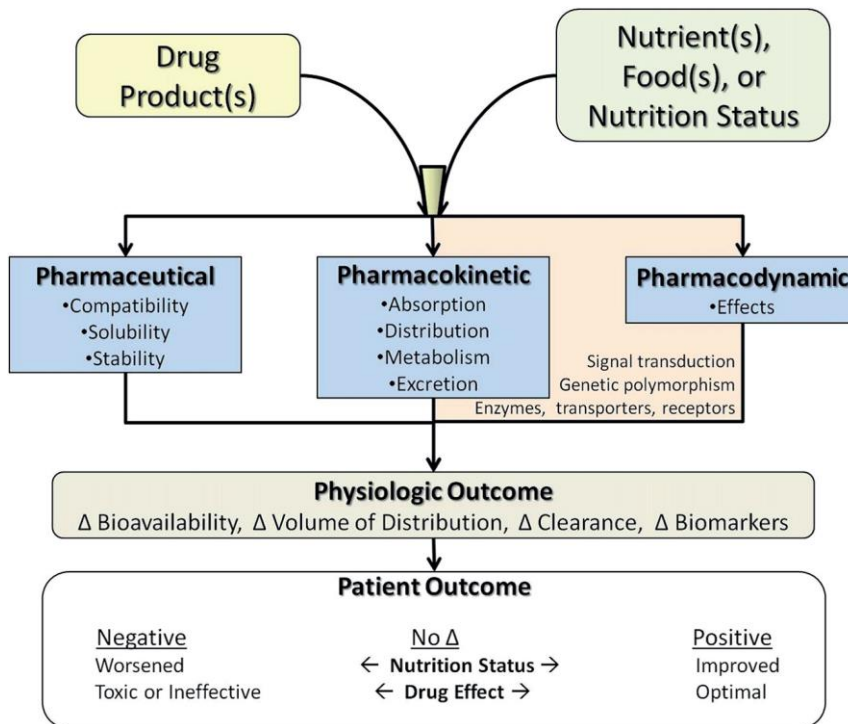 Drug
Product(s)
Nutrient(s),
Food(s), or
Nutrition Status
Pharmaceutical
•Compatibility
•Solubility
•Stability
Pharmacokinetic
•Absorption
•Distribution
•Metabolism
•Excretion
Pharmacodynamic
•Effects
Signal transduction
Genetic polymorphism
Enzymes, transporters, receptors
Physiologic Outcome
Δ Bioavailability, Δ Volume of Distribution, Δ Clearance, Δ Biomarkers
Patient Outcome
Negative No Δ Positive
Worsened ← Nutrition Status → Improved
Toxic or Ineffective ← Drug Effect → Optimal